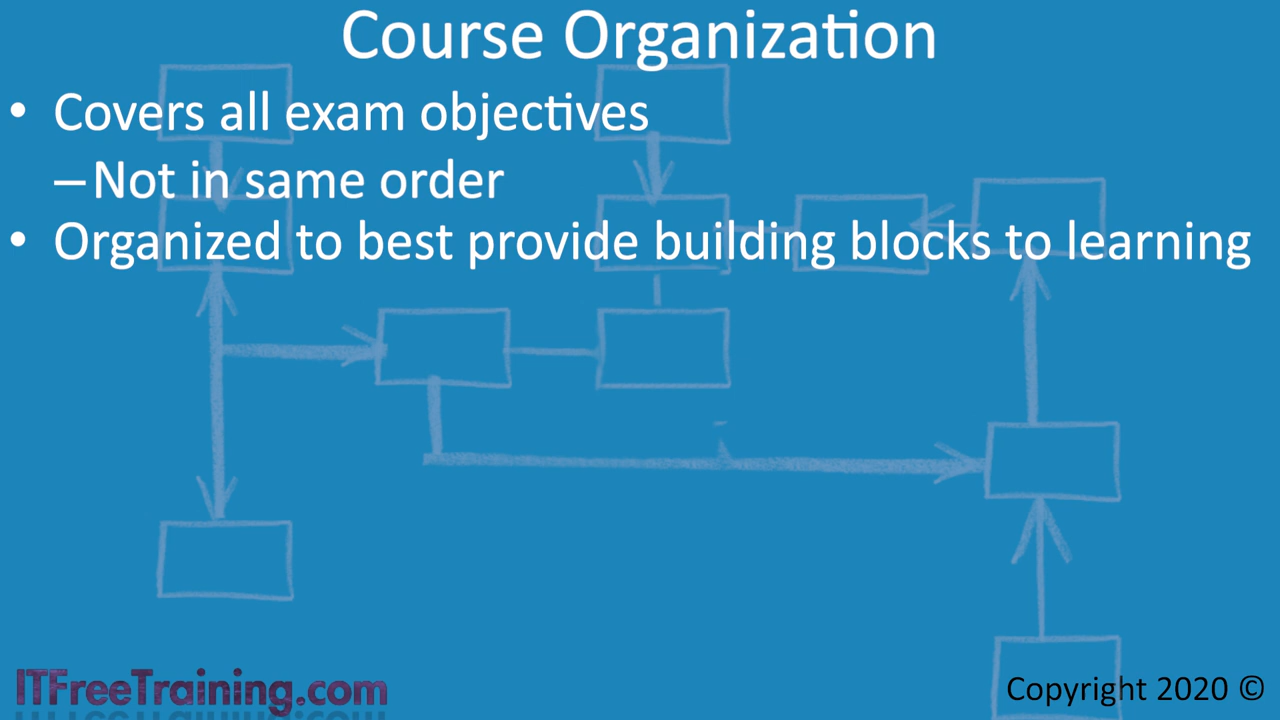 Course Organization
• Covers all exam objectives
–Not in same order
• Organized to best provide building blocks to learning
ITFreeTraining.com
Copyright 2020 ©